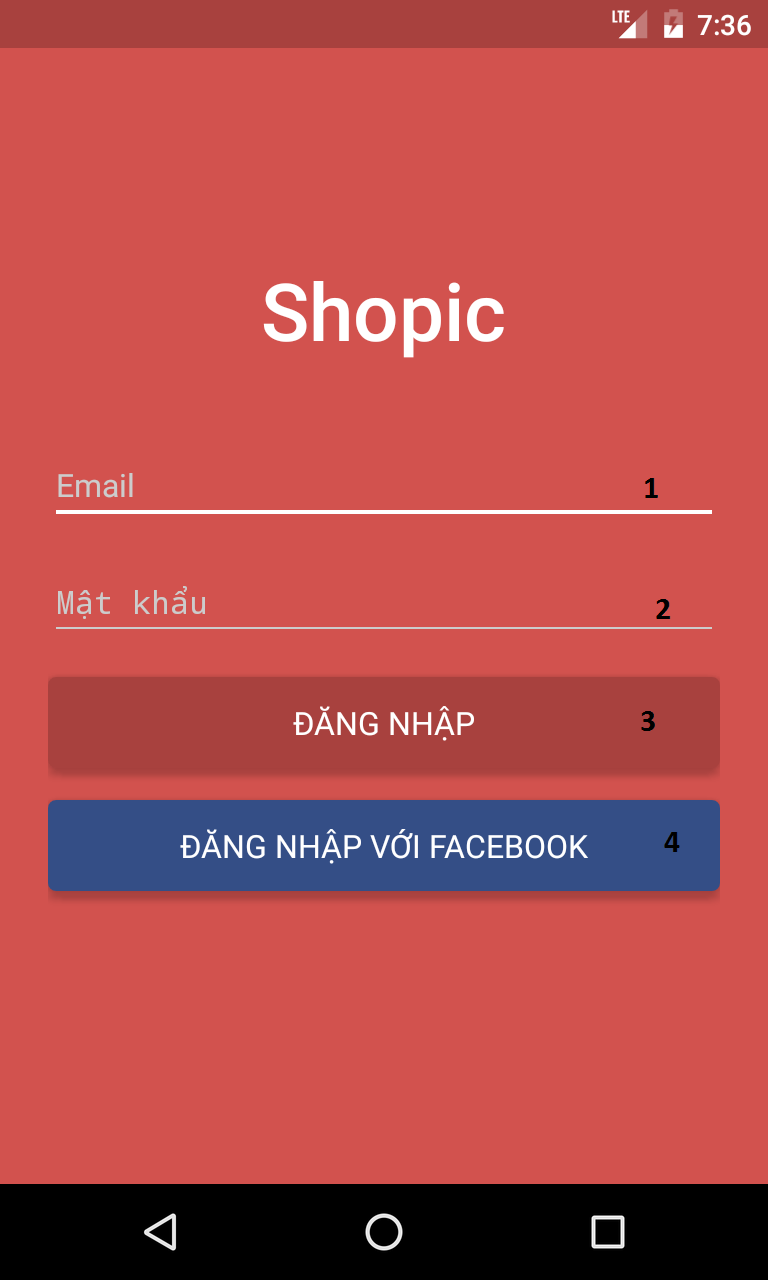 LTE 7:36
Shopic
Email 1
Mật khẩu 2
ĐĂNG NHẬP 3
ĐĂNG NHẬP VỚI FACEBOOK 4